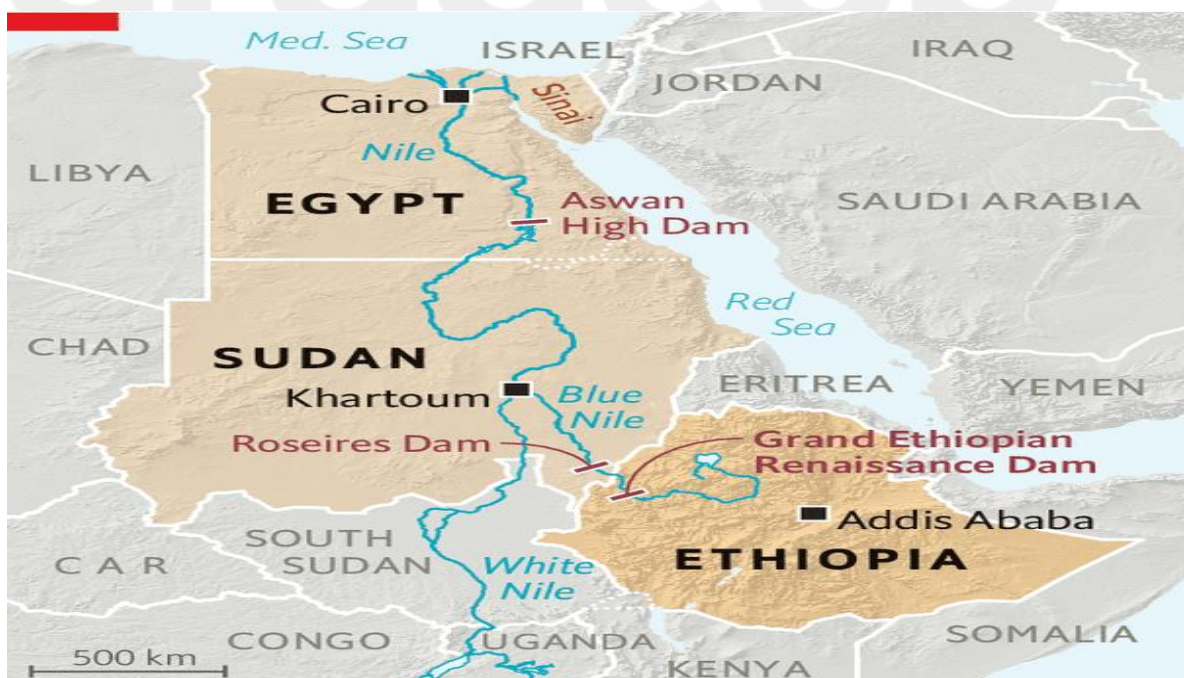 Med. Sea
ISRAEL
IRAQ
JORDAN
Cairo
Sinai
Nile
LIBYA
EGYPT
Aswan
High Dam
SAUDI ARABIA
Red
Sea
CHAD
SUDAN
Khartoum
Blue
Nile
ERITREA
YEMEN
Roseires Dam
Grand Ethiopian
Renaissance Dam
Addis Ababa
SOUTH
SUDAN
CAR
White
Nile
ETHIOPIA
CONGO
UGANDA
SOMALIA
500 km
KENYA